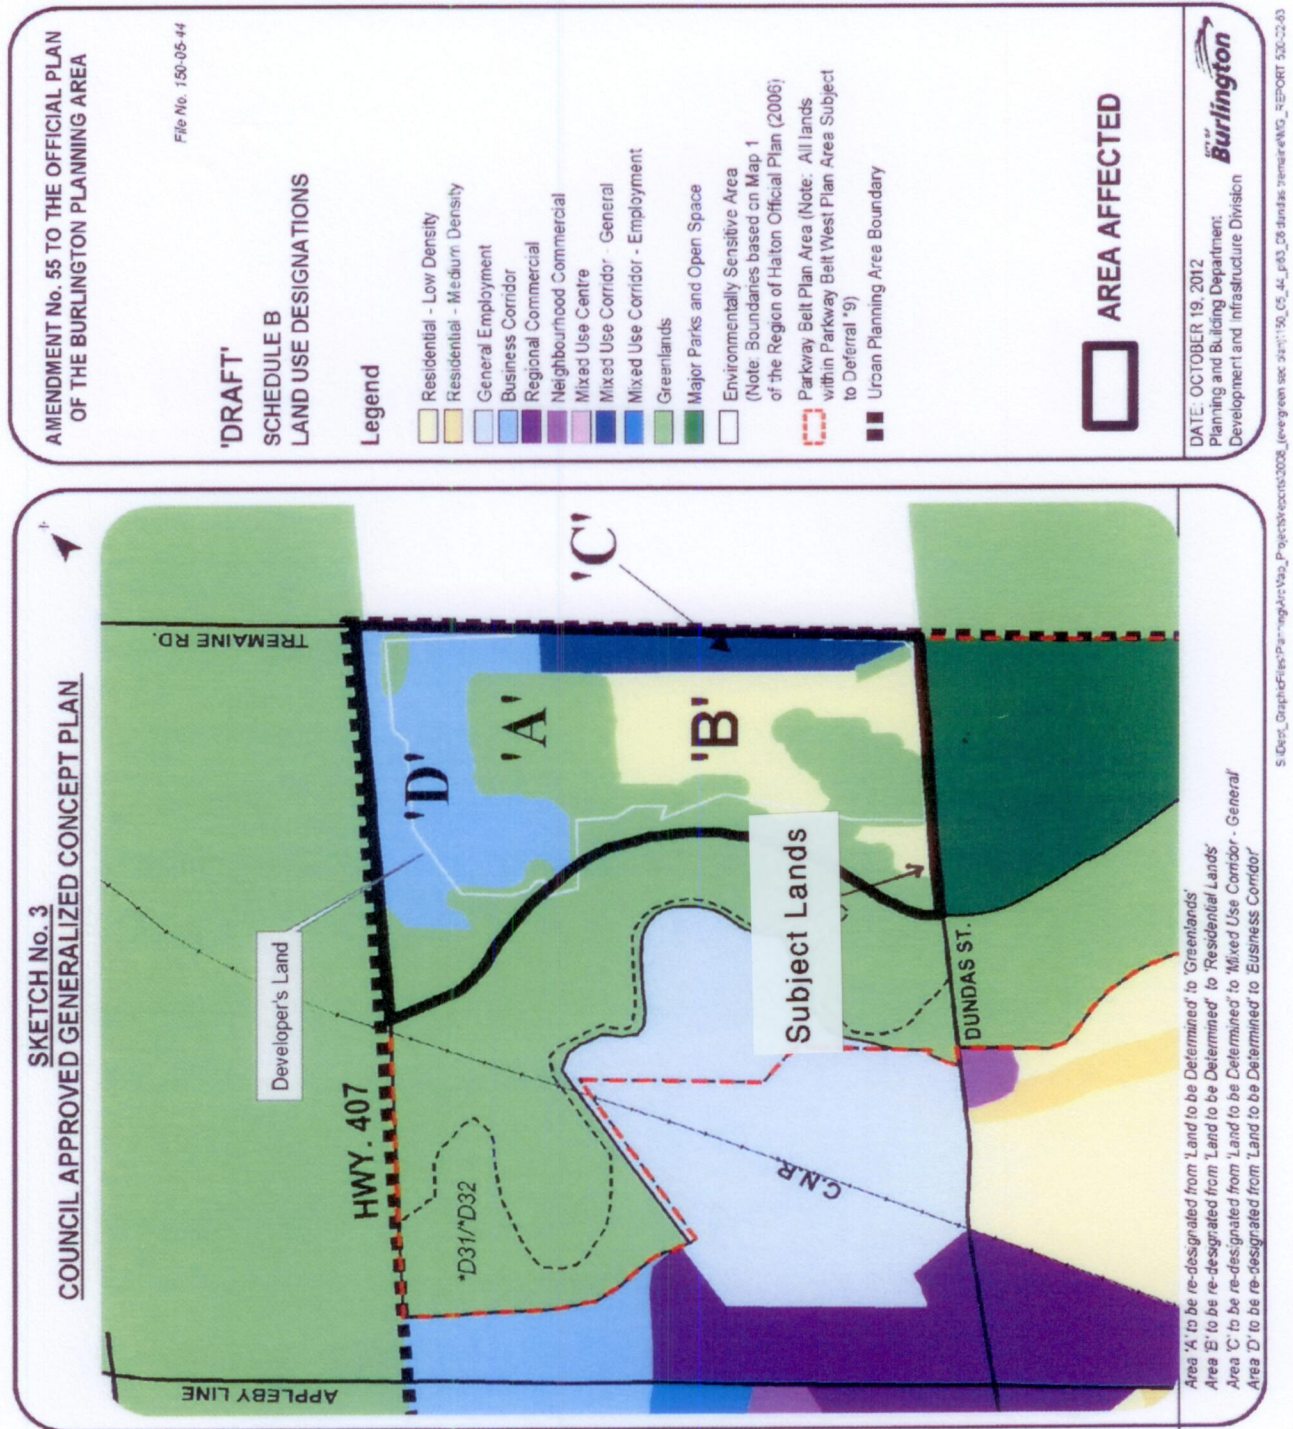 SKETCH No. 3
COUNCIL APPROVED GENERALIZED CONCEPT PLAN
TREMAINE RD.
HWY. 407
Developer's Land
'D'
'A'
'B'
'C'
*D31/*D32
Subject Lands
C.N.R.
DUNDAS ST.
APPLEBY LINE
Area 'A' to be re-designated from 'Land to be Determined' to 'Greenlands'
Area 'B' to be re-designated from 'Land to be Determined' to 'Residential Lands'
Area 'C' to be re-designated from 'Land to be Determined' to 'Mixed Use Corridor - General'
Area 'D' to be re-designated from 'Land to be Determined' to 'Business Corridor'
AMENDMENT No. 55 TO THE OFFICIAL PLAN
OF THE BURLINGTON PLANNING AREA
File No. 150-05-44
'DRAFT'
SCHEDULE B
LAND USE DESIGNATIONS
Legend
Residential - Low Density
Residential - Medium Density
General Employment
Business Corridor
Regional Commercial
Neighbourhood Commercial
Mixed Use Centre
Mixed Use Corridor - General
Mixed Use Corridor - Employment
Greenlands
Major Parks and Open Space
Environmentally Sensitive Area
(Note: Boundaries based on Map 1
of the Region of Halton Official Plan (2006)
Parkway Belt Plan Area (Note: All lands
within Parkway Belt West Plan Area Subject
to Deferral *9)
Urban Planning Area Boundary
AREA AFFECTED
DATE: OCTOBER 19, 2012
Planning and Building Department
Development and Infrastructure Division
City of
Burlington